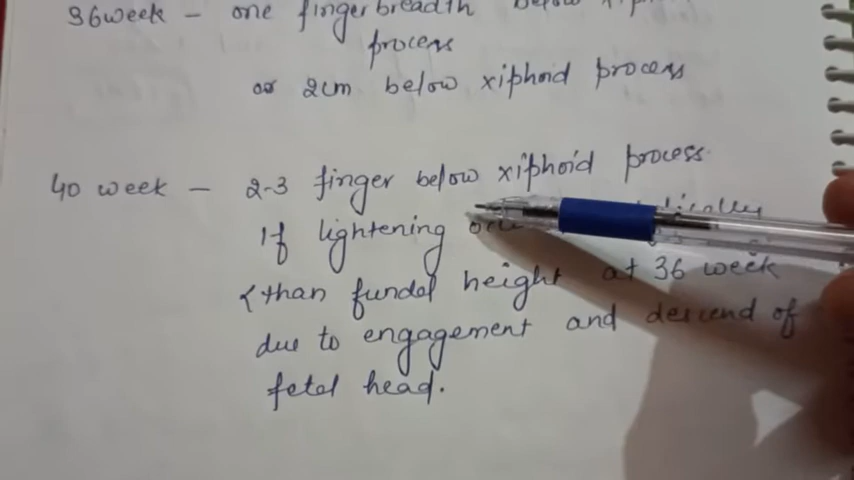 36week - one fingerbreadth below
process
or 2cm below xiphoid process
40 week - 2-3 finger below xiphoid process.
If lightening
< than fundal height at 36 week
due to engagement and descend of
fetal head.